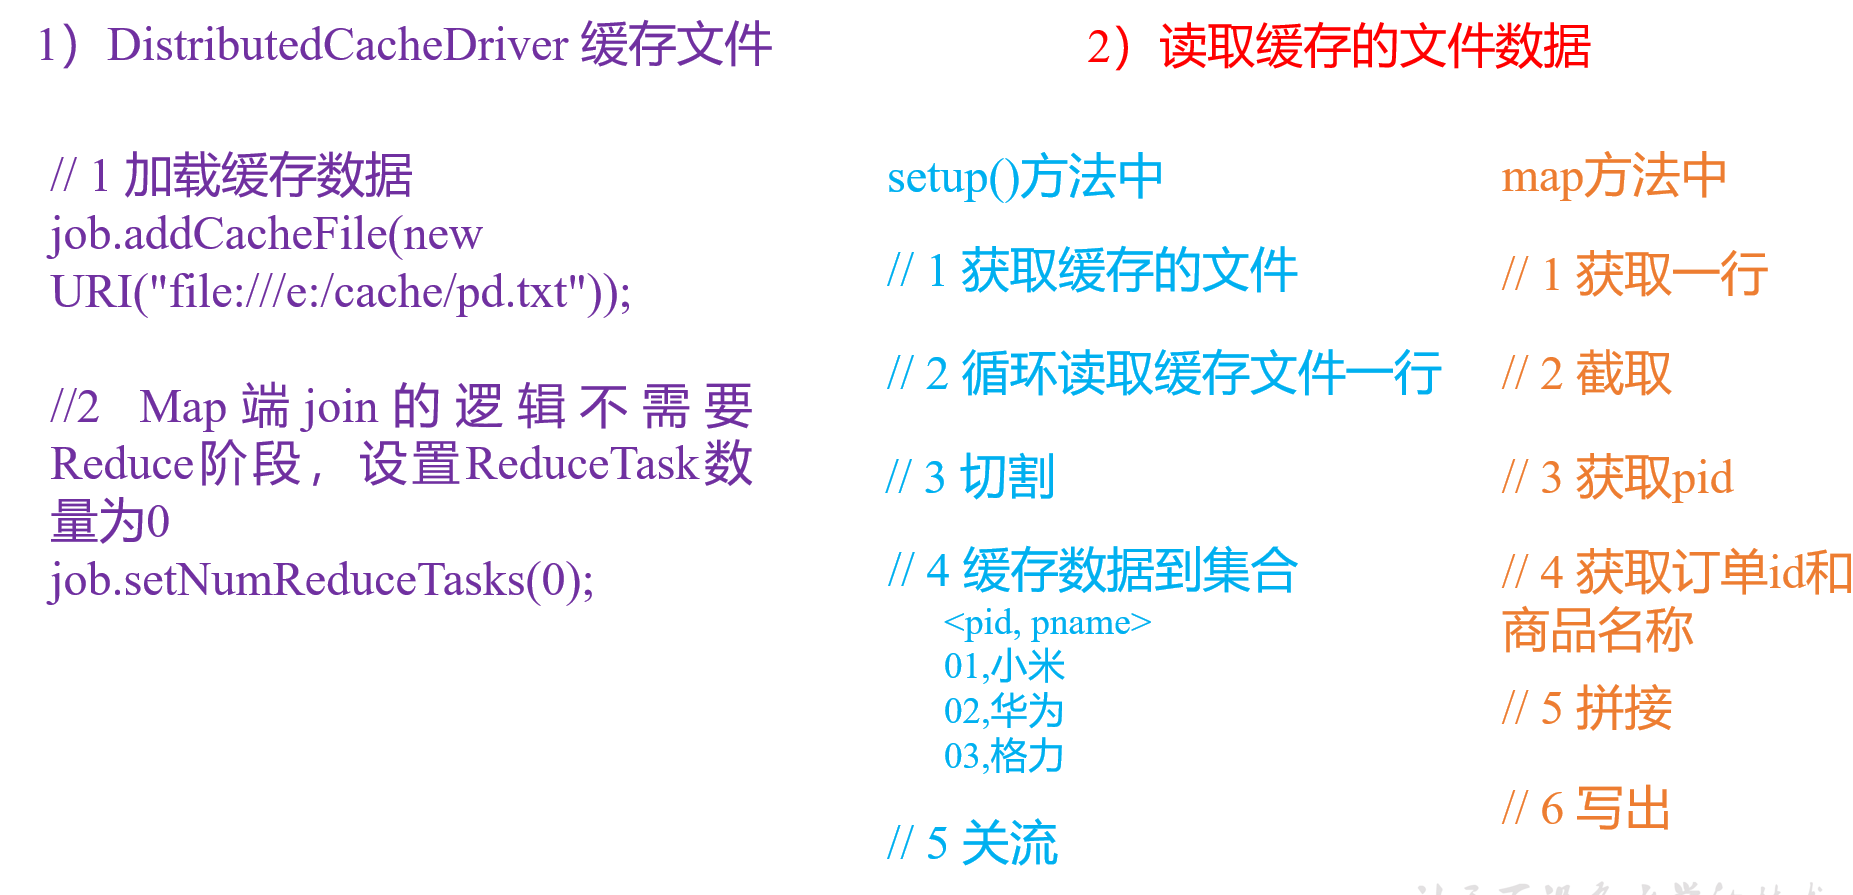 1）DistributedCacheDriver 缓存文件
// 1 加载缓存数据
job.addCacheFile(new
URI("file:///e:/cache/pd.txt"));
//2 Map 端 join 的 逻 辑 不 需 要
Reduce阶段，设置ReduceTask数
量为0
job.setNumReduceTasks(0);
2）读取缓存的文件数据
setup()方法中
// 1 获取缓存的文件
// 2 循环读取缓存文件一行
// 3 切割
// 4 缓存数据到集合
<pid, pname>
01,小米
02,华为
03,格力
// 5 关流
map方法中
// 1 获取一行
// 2 截取
// 3 获取pid
// 4 获取订单id和
商品名称
// 5 拼接
// 6 写出